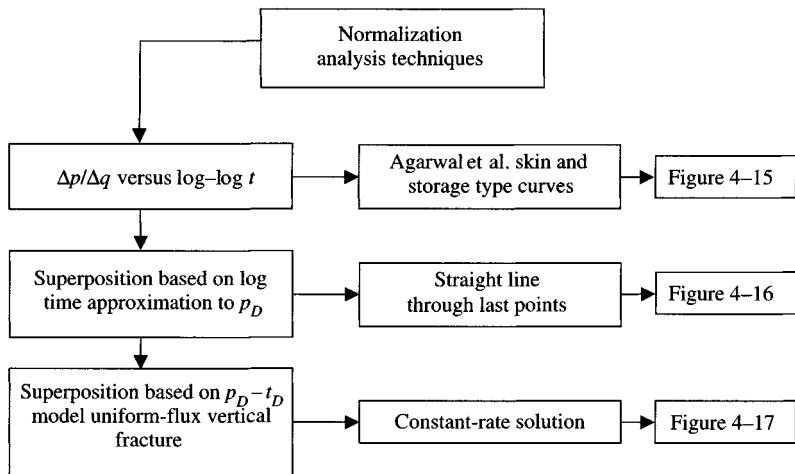 Normalization
analysis techniques
Δp/Δq versus log–log t
Agarwal et al. skin and
storage type curves
Figure 4–15
Superposition based on log
time approximation to p_D
Straight line
through last points
Figure 4–16
Superposition based on p_D – t_D
model uniform-flux vertical
fracture
Constant-rate solution
Figure 4–17